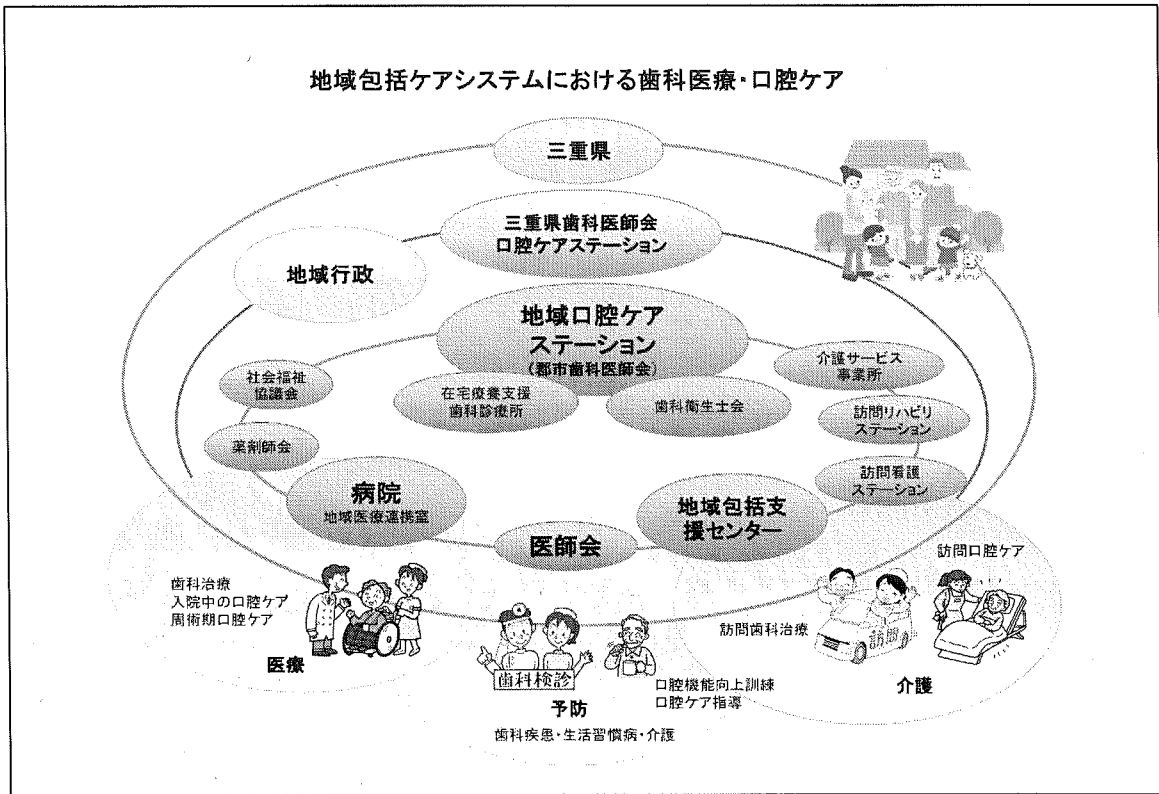 地域包括ケアシステムにおける歯科医療・口腔ケア
三重県
三重県歯科医師会
口腔ケアステーション
地域行政
地域口腔ケア
ステーション
(郡市歯科医師会)
社会福祉
協議会
在宅療養支援
歯科診療所
歯科衛生士会
介護サービス
事業所
訪問リハビリ
ステーション
薬剤師会
訪問看護
ステーション
病院
地域医療連携室
地域包括支
援センター
医師会
歯科治療
入院中の口腔ケア
周術期口腔ケア
医療
歯科検診
予防
口腔機能向上訓練
口腔ケア指導
歯科疾患・生活習慣病・介護
訪問口腔ケア
訪問歯科治療
訪問
介護